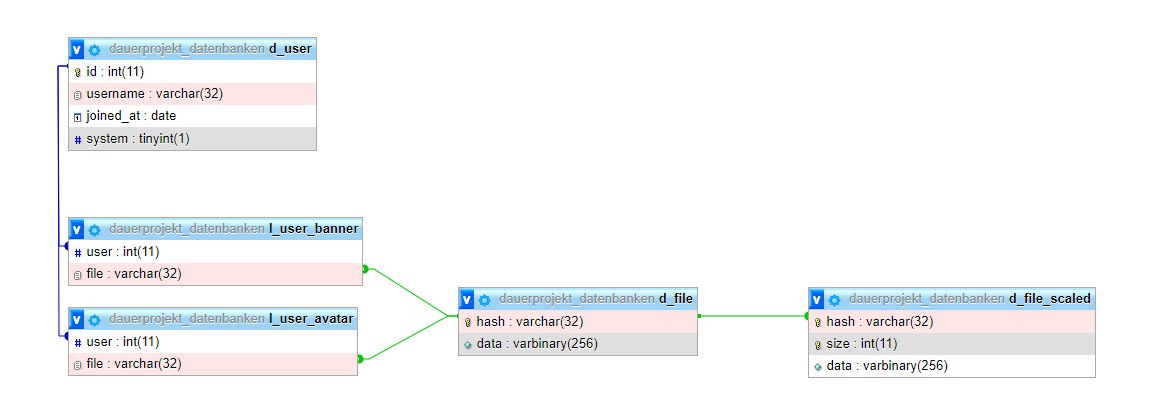 v dauerprojekt_datenbanken d_user
id : int(11)
username : varchar(32)
joined_at : date
# system : tinyint(1)
v dauerprojekt_datenbanken l_user_banner
# user : int(11)
file : varchar(32)
v dauerprojekt_datenbanken l_user_avatar
# user : int(11)
file : varchar(32)
v dauerprojekt_datenbanken d_file
hash : varchar(32)
data : varbinary(256)
v dauerprojekt_datenbanken d_file_scaled
hash : varchar(32)
size : int(11)
data : varbinary(256)